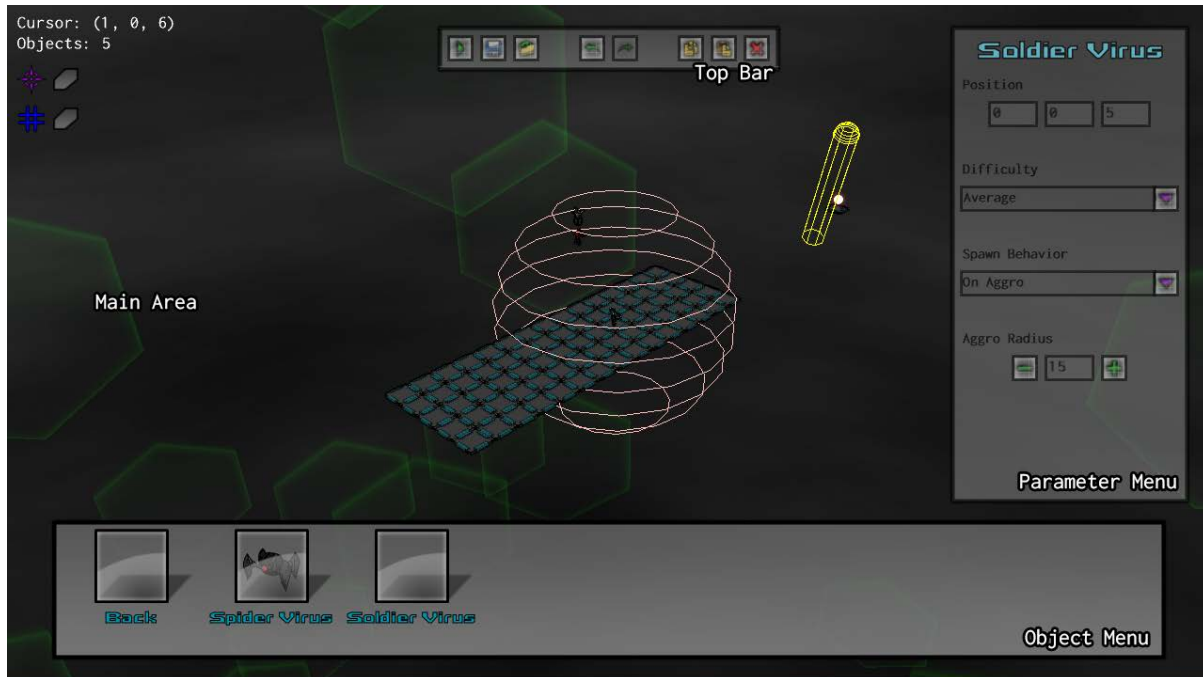 Cursor: (1, 0, 6)
Objects: 5
Top Bar
Soldier Virus
Position
0 0 5
Difficulty
Average
Spawn Behavior
On Aggro
Aggro Radius
15
Main Area
Parameter Menu
Back
Spider Virus
Soldier Virus
Object Menu